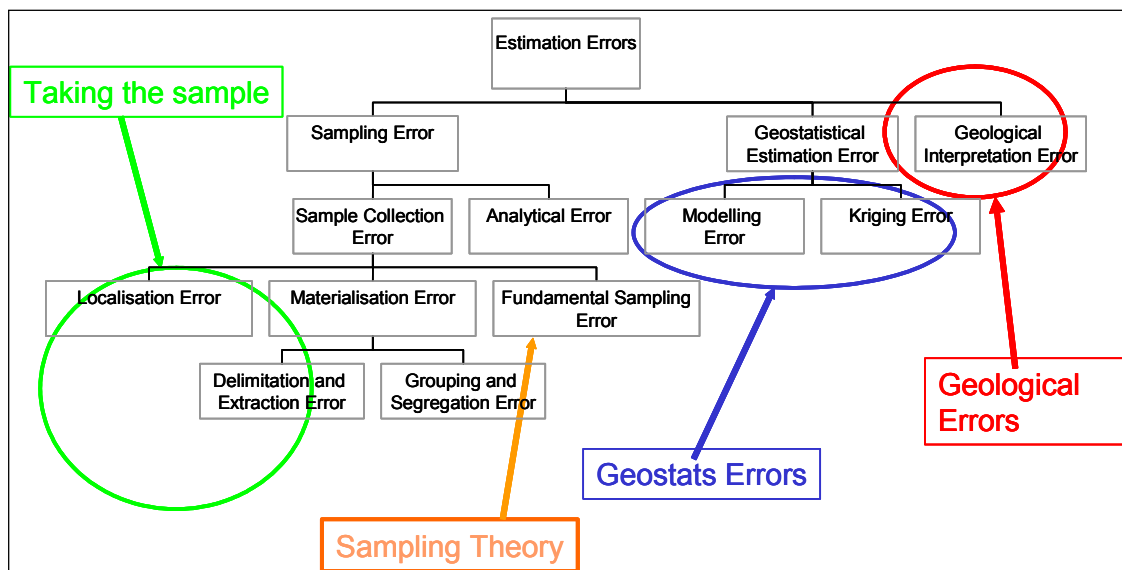 Estimation Errors
Taking the sample
Sampling Error
Geostatistical
Estimation Error
Geological
Interpretation Error
Sample Collection
Error
Analytical Error
Modelling
Error
Kriging Error
Localisation Error
Materialisation Error
Fundamental Sampling
Error
Delimitation and
Extraction Error
Grouping and
Segregation Error
Geological
Errors
Geostats Errors
Sampling Theory